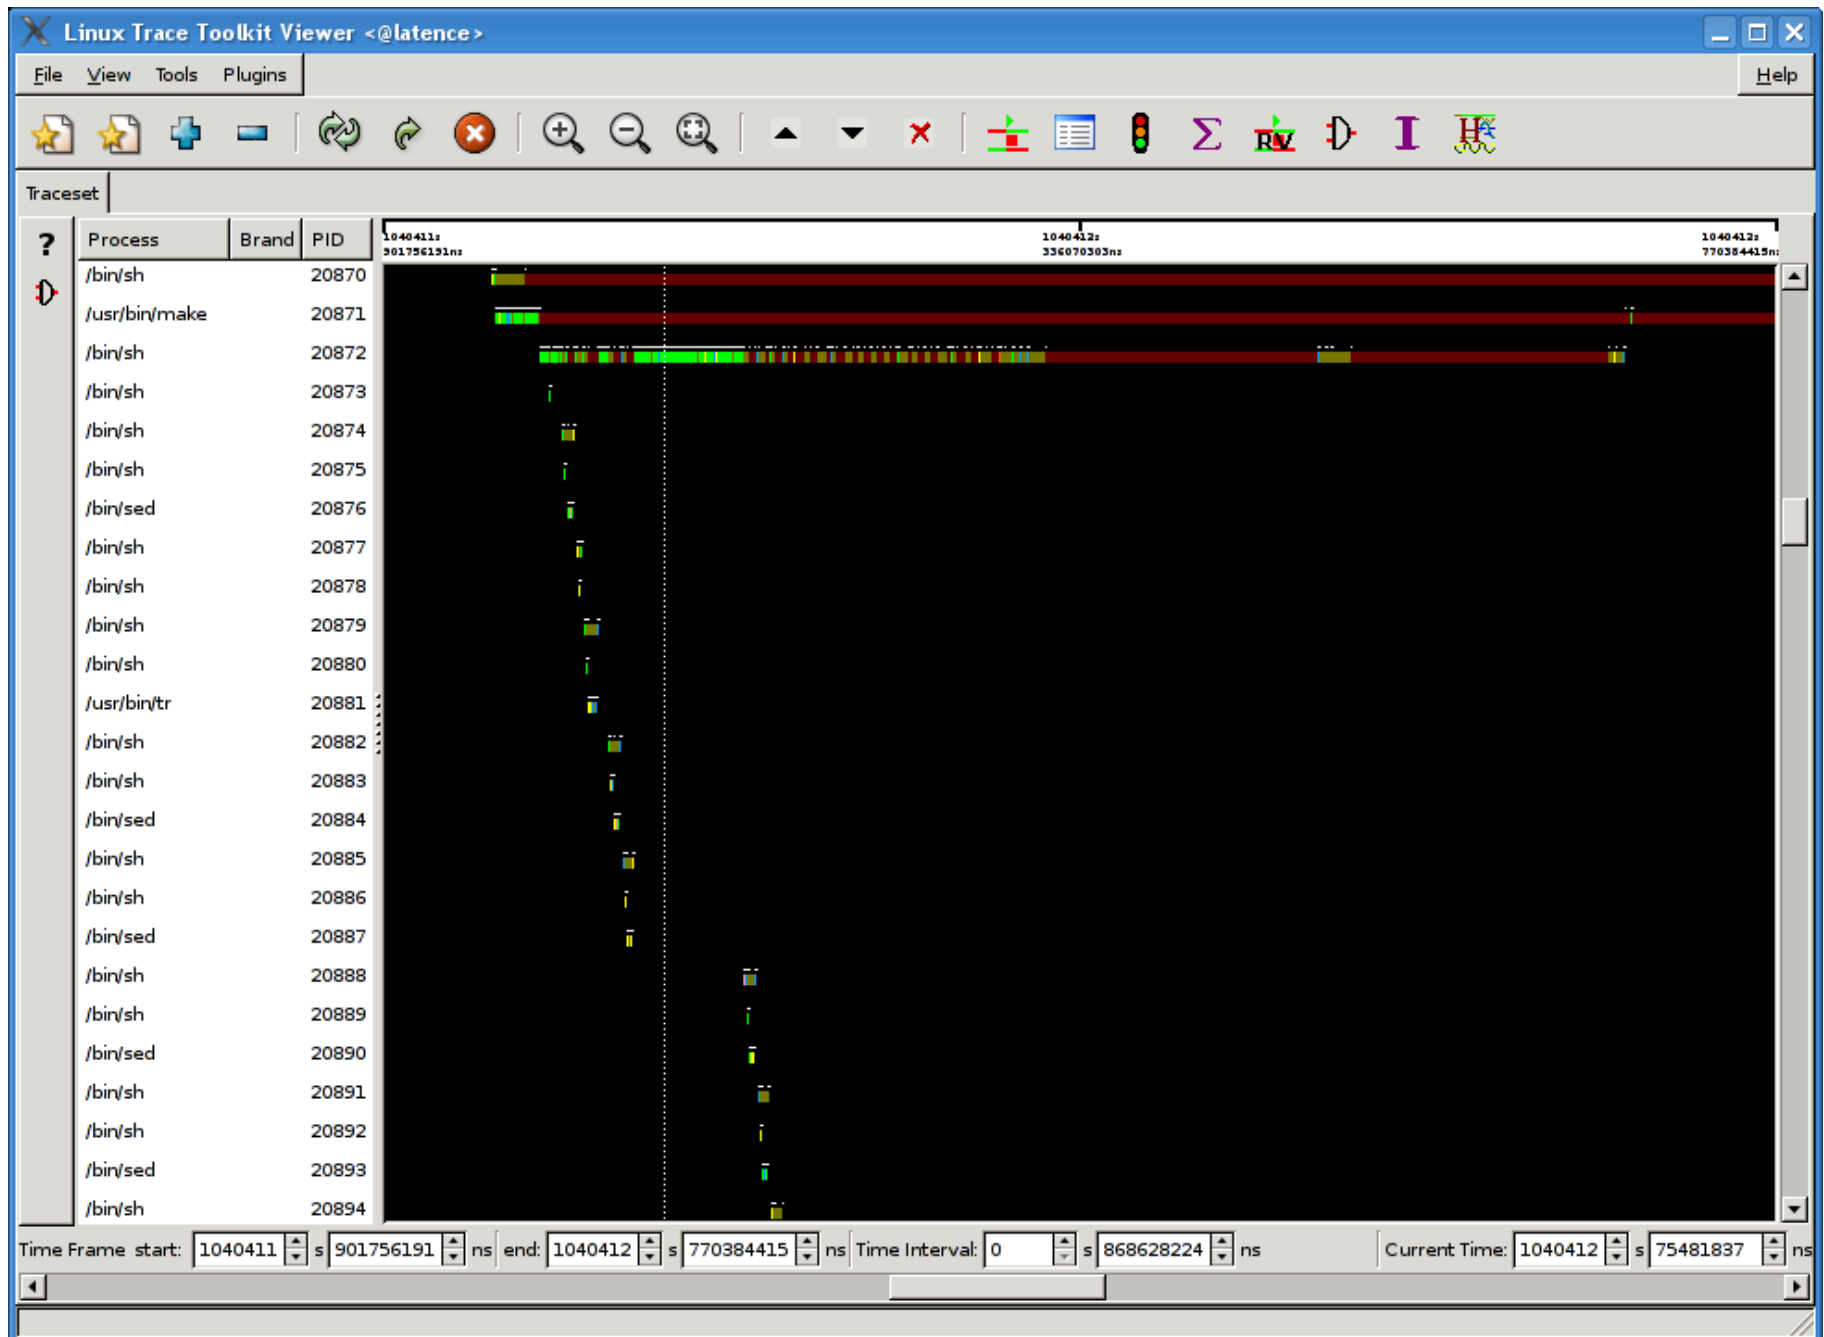 Linux Trace Toolkit Viewer <@latence>
File View Tools Plugins Help
RV
Traceset
? Process Brand PID
1040411s 1040412s 1040412s
901756191ns 336070303ns 770384415ns
/bin/sh 20870
/usr/bin/make 20871
/bin/sh 20872
/bin/sh 20873
/bin/sh 20874
/bin/sh 20875
/bin/sed 20876
/bin/sh 20877
/bin/sh 20878
/bin/sh 20879
/bin/sh 20880
/usr/bin/tr 20881
/bin/sh 20882
/bin/sh 20883
/bin/sed 20884
/bin/sh 20885
/bin/sh 20886
/bin/sed 20887
/bin/sh 20888
/bin/sh 20889
/bin/sed 20890
/bin/sh 20891
/bin/sh 20892
/bin/sed 20893
/bin/sh 20894
Time Frame start: 1040411 s 901756191 ns end: 1040412 s 770384415 ns Time Interval: 0 s 868628224 ns Current Time: 1040412 s 75481837 ns